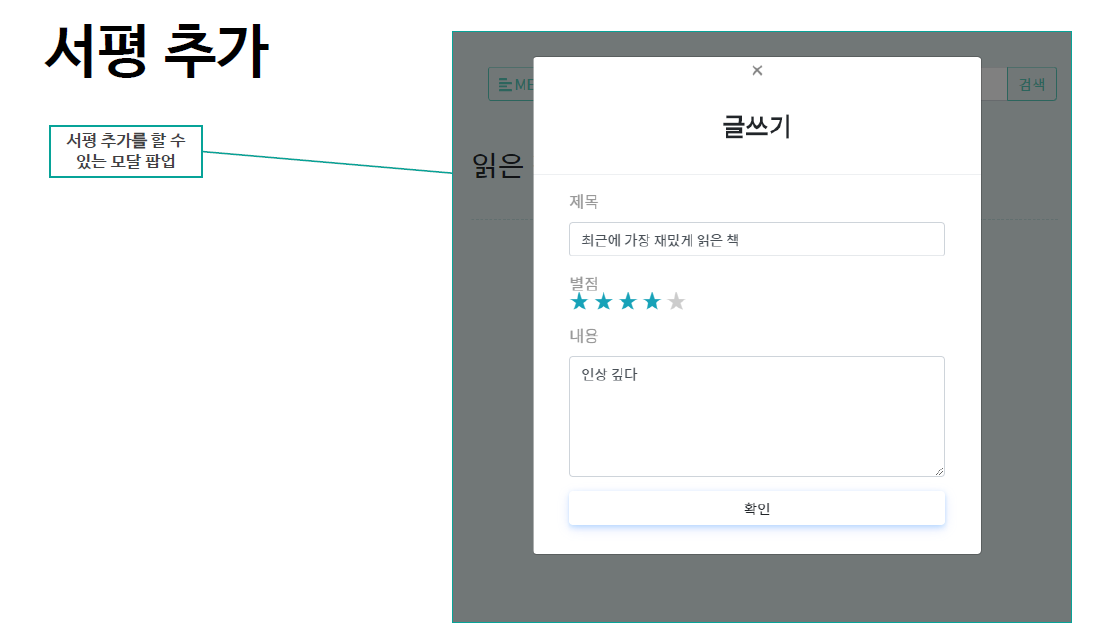 서평 추가
서평 추가를 할 수
있는 모달 팝업
ME
검색
읽은
×
글쓰기
제목
최근에 가장 재밌게 읽은 책
별점
★ ★ ★ ★ ★
내용
인상 깊다
확인